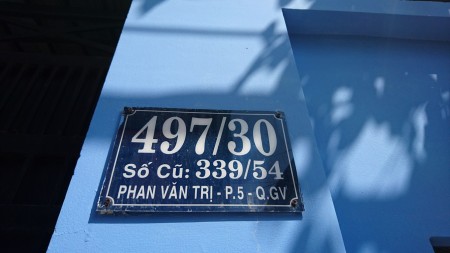 497/30
Số Cũ: 339/54
PHAN VĂN TRỊ - P.5 - Q.GV